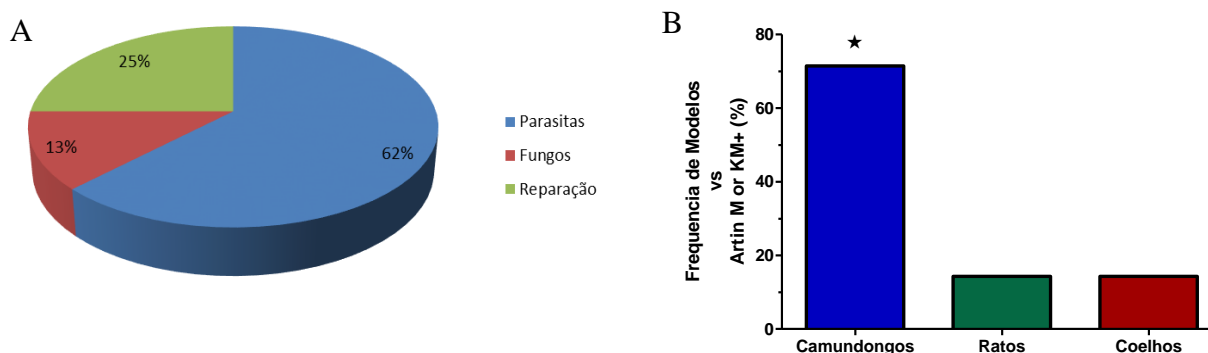 A
25%
13%
62%
Parasitas
Fungos
Reparação
B
Frequencia de Modelos
vs
Artin M or KM+ (%)
80
60
40
20
0
Camundongos
Ratos
Coelhos